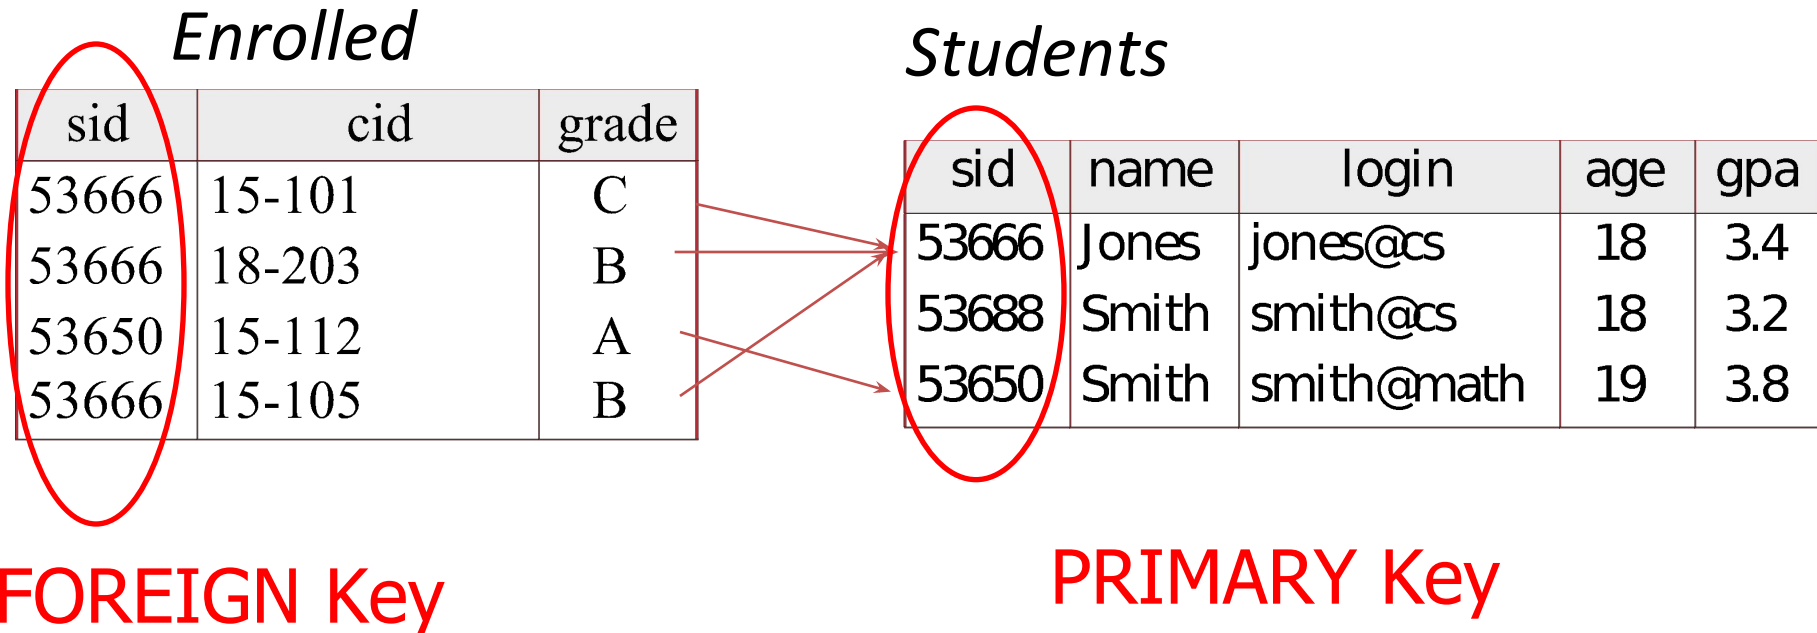 Enrolled
sid cid grade
53666 15-101 C
53666 18-203 B
53650 15-112 A
53666 15-105 B
FOREIGN Key
Students
sid name login age gpa
53666 Jones jones@cs 18 3.4
53688 Smith smith@cs 18 3.2
53650 Smith smith@math 19 3.8
PRIMARY Key